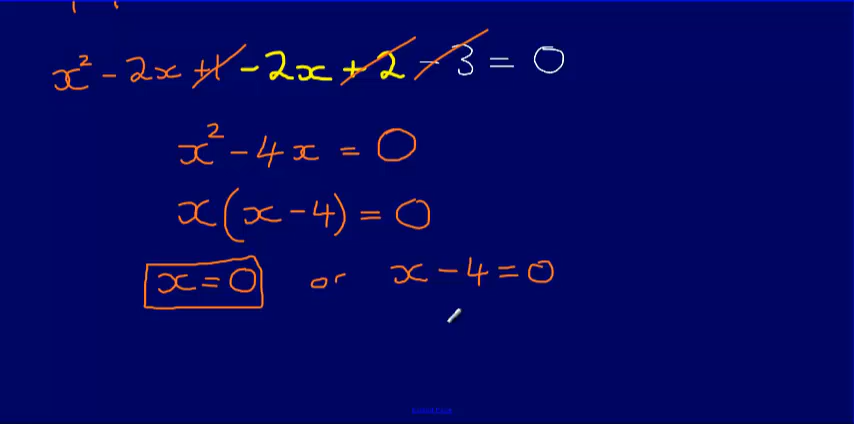 x² - 2x + 1 - 2x + 2 - 3 = 0
x² - 4x = 0
x(x - 4) = 0
x = 0 or x - 4 = 0